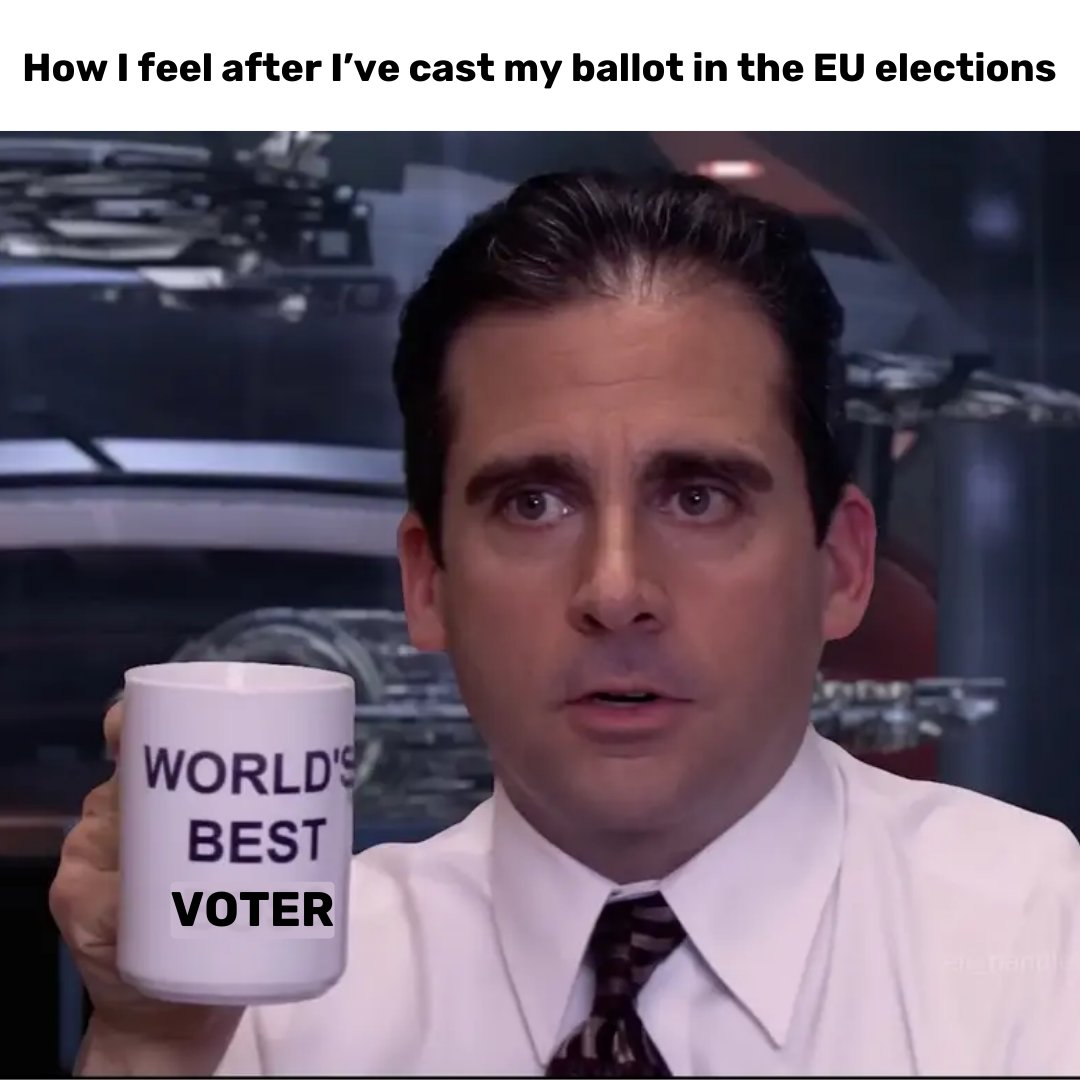 How I feel after I’ve cast my ballot in the EU elections
WORLD'S
BEST
VOTER